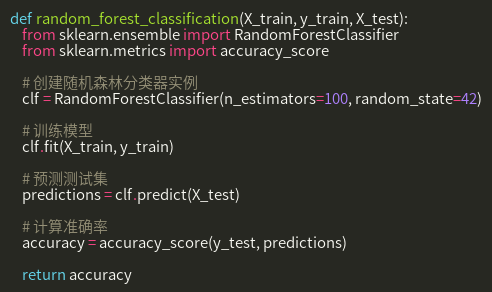 def random_forest_classification(X_train, y_train, X_test):
    from sklearn.ensemble import RandomForestClassifier
    from sklearn.metrics import accuracy_score

    # 创建随机森林分类器实例
    clf = RandomForestClassifier(n_estimators=100, random_state=42)

    # 训练模型
    clf.fit(X_train, y_train)

    # 预测测试集
    predictions = clf.predict(X_test)

    # 计算准确率
    accuracy = accuracy_score(y_test, predictions)

    return accuracy